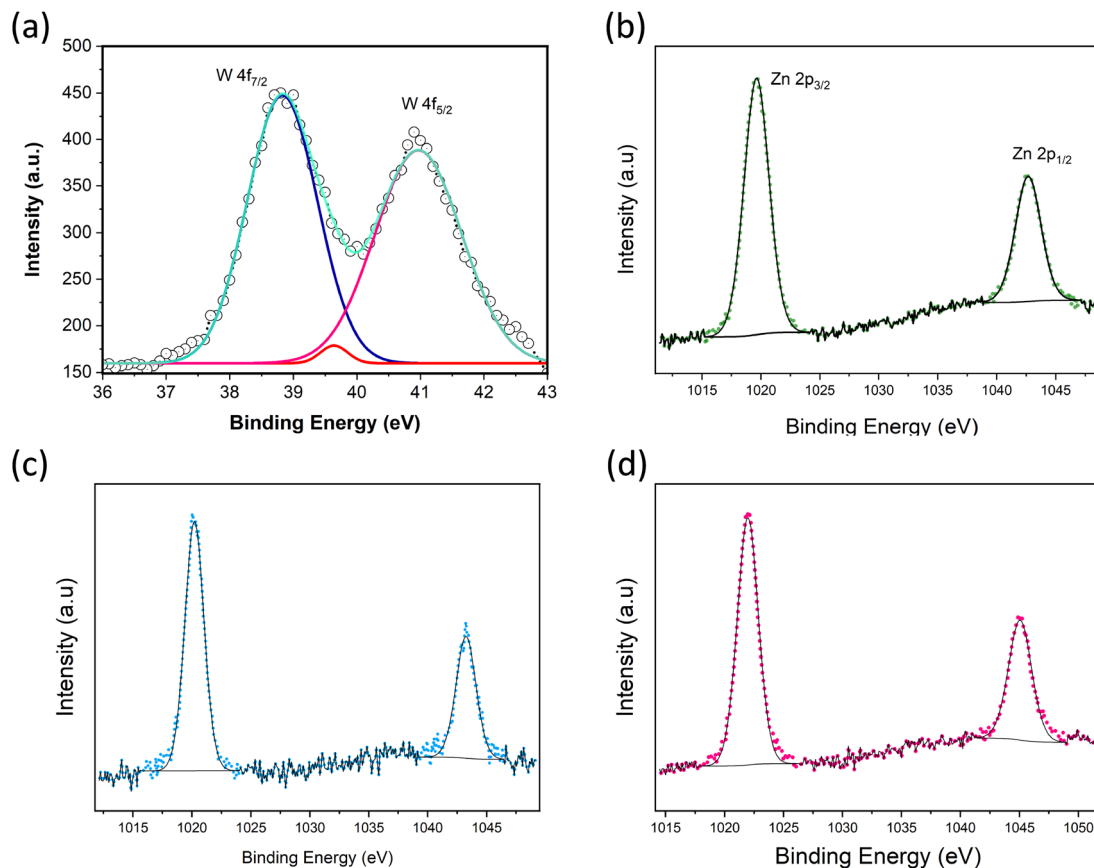 (a)
500
450
400
350
300
250
200
150
Intensity (a.u.)
W 4f7/2
W 4f5/2
36 37 38 39 40 41 42 43
Binding Energy (eV)
(b)
Intensity (a.u)
Zn 2p3/2
Zn 2p1/2
1015 1020 1025 1030 1035 1040 1045
Binding Energy (eV)
(c)
Intensity (a.u)
1015 1020 1025 1030 1035 1040 1045
Binding Energy (eV)
(d)
Intensity (a.u)
1015 1020 1025 1030 1035 1040 1045 1050
Binding Energy (eV)